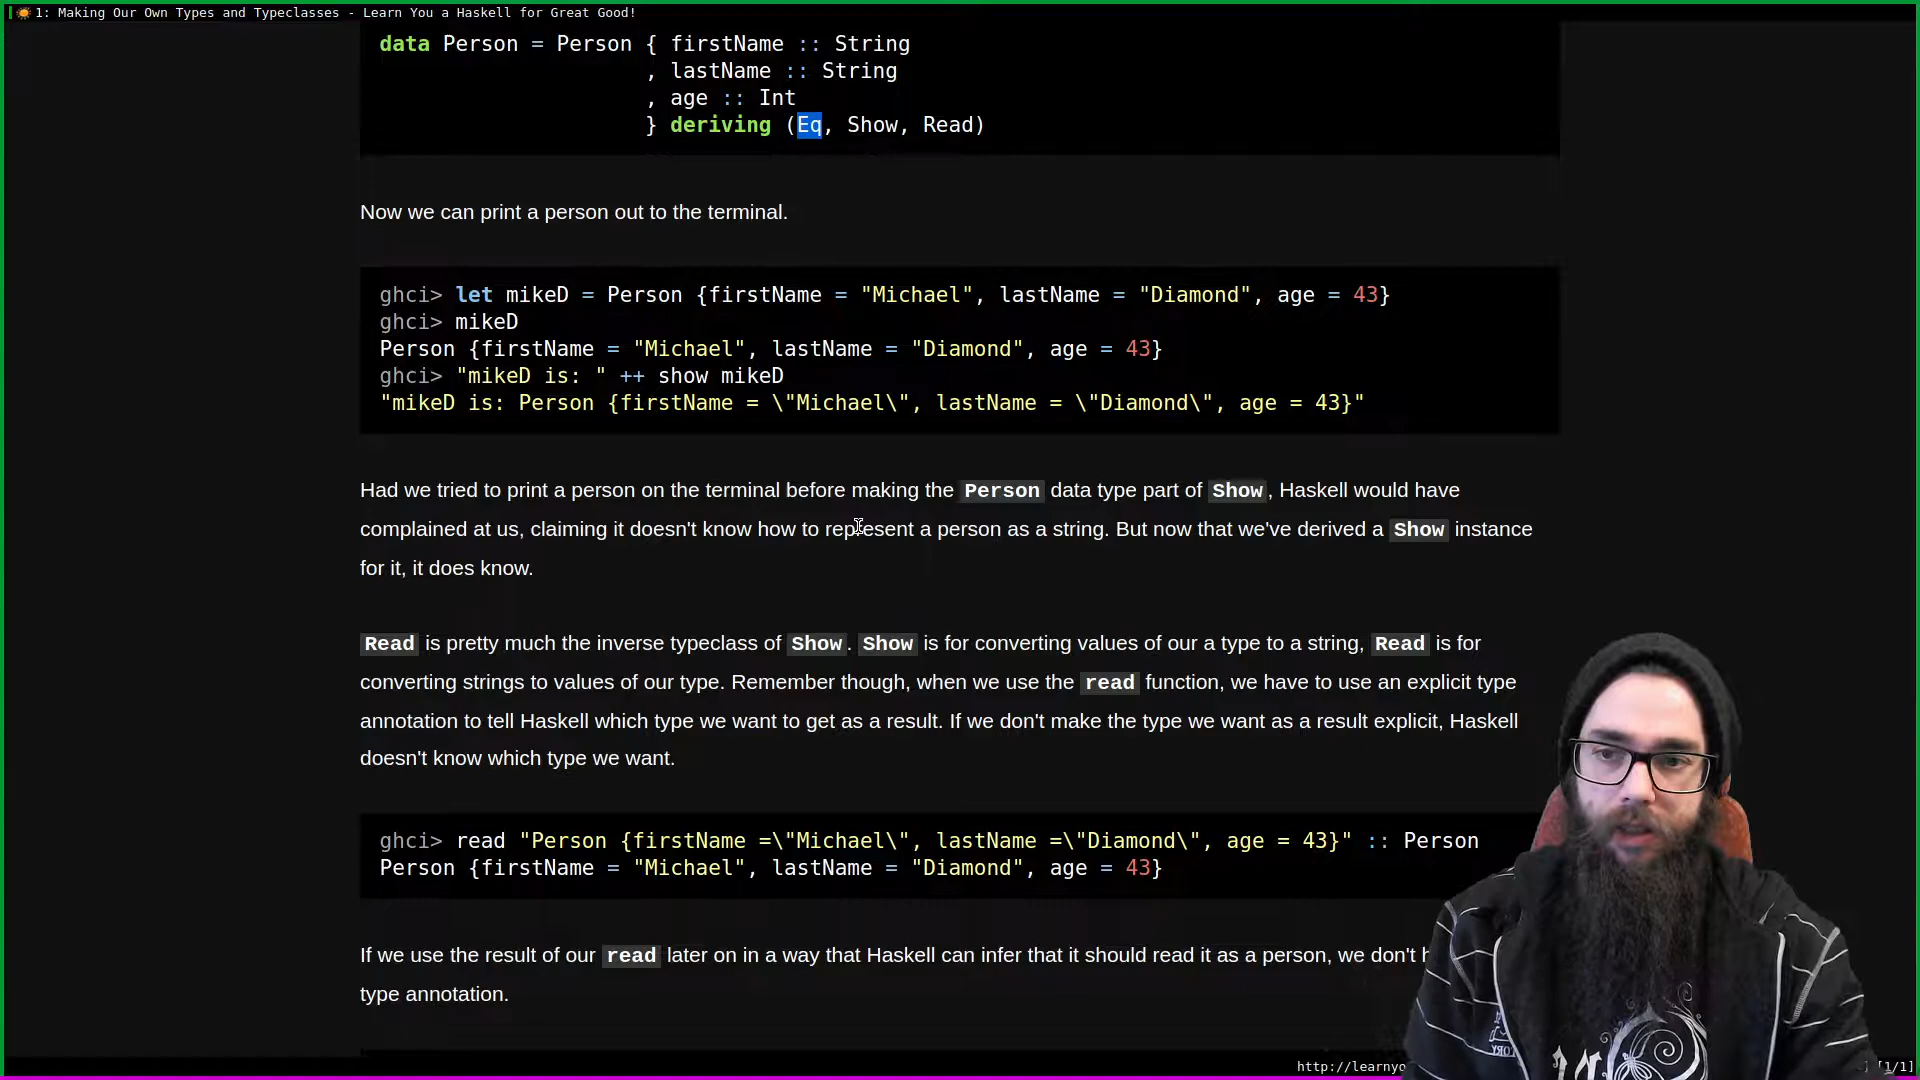 1: Making Our Own Types and Typeclasses - Learn You a Haskell for Great Good!
data Person = Person { firstName :: String
, lastName :: String
, age :: Int
} deriving (Eq, Show, Read)
Now we can print a person out to the terminal.
ghci> let mikeD = Person {firstName = "Michael", lastName = "Diamond", age = 43}
ghci> mikeD
Person {firstName = "Michael", lastName = "Diamond", age = 43}
ghci> "mikeD is: " ++ show mikeD
"mikeD is: Person {firstName = \"Michael\", lastName = \"Diamond\", age = 43}"
Had we tried to print a person on the terminal before making the Person data type part of Show, Haskell would have
complained at us, claiming it doesn't know how to represent a person as a string. But now that we've derived a Show instance
for it, it does know.
Read is pretty much the inverse typeclass of Show. Show is for converting values of our a type to a string, Read is for
converting strings to values of our type. Remember though, when we use the read function, we have to use an explicit type
annotation to tell Haskell which type we want to get as a result. If we don't make the type we want as a result explicit, Haskell
doesn't know which type we want.
ghci> read "Person {firstName =\"Michael\", lastName =\"Diamond\", age = 43}" :: Person
Person {firstName = "Michael", lastName = "Diamond", age = 43}
If we use the result of our read later on in a way that Haskell can infer that it should read it as a person, we don't
type annotation.
http://learnyo
[1/1]